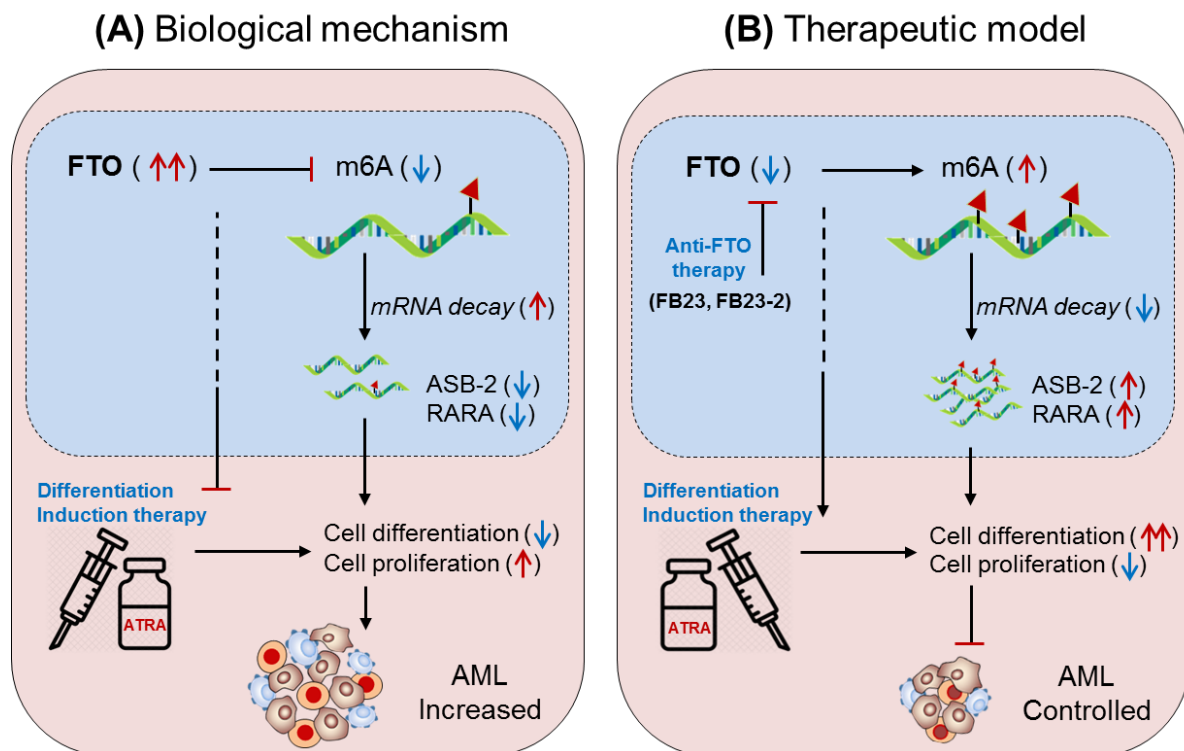 (A) Biological mechanism
FTO (↑↑)
m6A (↓)
mRNA decay (↑)
ASB-2 (↓)
RARA (↓)
Differentiation
Induction therapy
ATRA
Cell differentiation (↓)
Cell proliferation (↑)
AML
Increased
(B) Therapeutic model
FTO (↓)
m6A (↑)
Anti-FTO
therapy
(FB23, FB23-2)
mRNA decay (↓)
ASB-2 (↑)
RARA (↑)
Differentiation
Induction therapy
ATRA
Cell differentiation (↑↑)
Cell proliferation (↓)
AML
Controlled